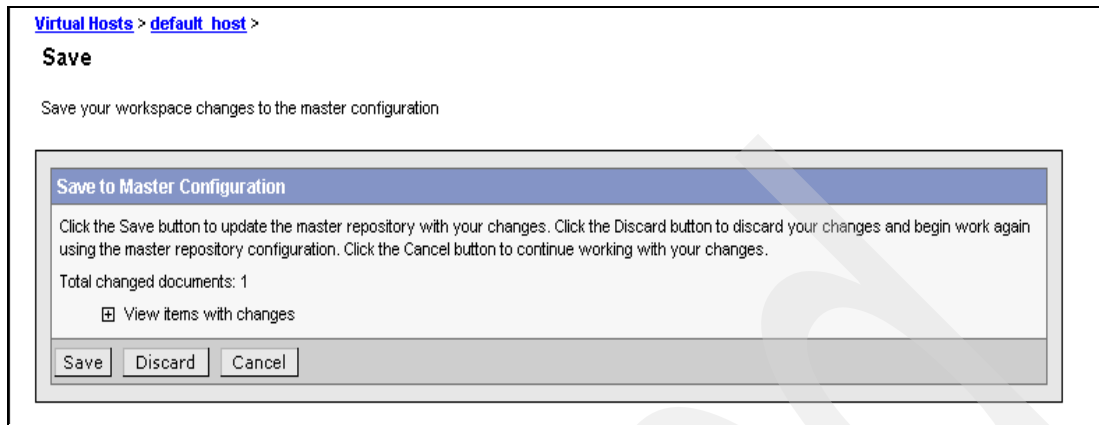 Virtual Hosts > default_host >
Save
Save your workspace changes to the master configuration
Save to Master Configuration
Click the Save button to update the master repository with your changes. Click the Discard button to discard your changes and begin work again
using the master repository configuration. Click the Cancel button to continue working with your changes.
Total changed documents: 1
View items with changes
Save Discard Cancel